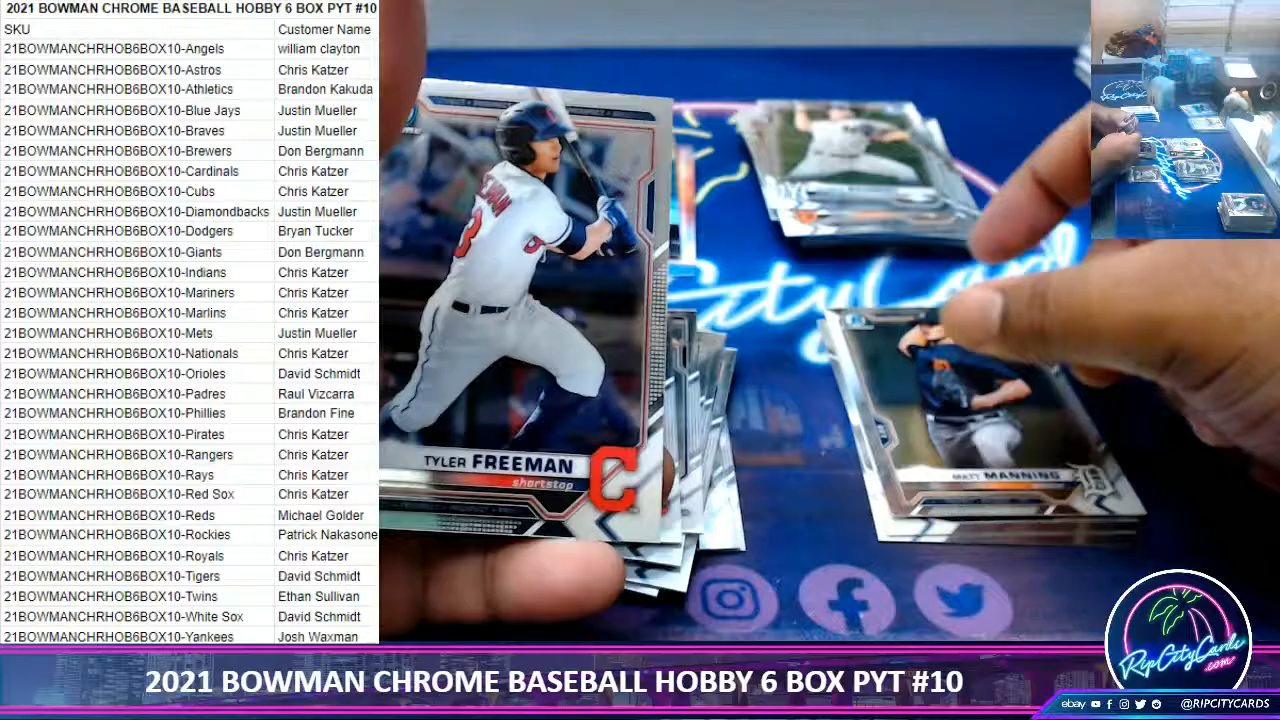 2021 BOWMAN CHROME BASEBALL HOBBY 6 BOX PYT #10
SKU Customer Name
21BOWMANCHRHOB6BOX10-Angels william clayton
21BOWMANCHRHOB6BOX10-Astros Chris Katzer
21BOWMANCHRHOB6BOX10-Athletics Brandon Kakuda
21BOWMANCHRHOB6BOX10-Blue Jays Justin Mueller
21BOWMANCHRHOB6BOX10-Braves Justin Mueller
21BOWMANCHRHOB6BOX10-Brewers Don Bergmann
21BOWMANCHRHOB6BOX10-Cardinals Chris Katzer
21BOWMANCHRHOB6BOX10-Cubs Chris Katzer
21BOWMANCHRHOB6BOX10-Diamondbacks Justin Mueller
21BOWMANCHRHOB6BOX10-Dodgers Bryan Tucker
21BOWMANCHRHOB6BOX10-Giants Don Bergmann
21BOWMANCHRHOB6BOX10-Indians Chris Katzer
21BOWMANCHRHOB6BOX10-Mariners Chris Katzer
21BOWMANCHRHOB6BOX10-Marlins Chris Katzer
21BOWMANCHRHOB6BOX10-Mets Justin Mueller
21BOWMANCHRHOB6BOX10-Nationals Chris Katzer
21BOWMANCHRHOB6BOX10-Orioles David Schmidt
21BOWMANCHRHOB6BOX10-Padres Raul Vizcarra
21BOWMANCHRHOB6BOX10-Phillies Brandon Fine
21BOWMANCHRHOB6BOX10-Pirates Chris Katzer
21BOWMANCHRHOB6BOX10-Rangers Chris Katzer
21BOWMANCHRHOB6BOX10-Rays Chris Katzer
21BOWMANCHRHOB6BOX10-Red Sox Chris Katzer
21BOWMANCHRHOB6BOX10-Reds Michael Golder
21BOWMANCHRHOB6BOX10-Rockies Patrick Nakasone
21BOWMANCHRHOB6BOX10-Royals Chris Katzer
21BOWMANCHRHOB6BOX10-Tigers David Schmidt
21BOWMANCHRHOB6BOX10-Twins Ethan Sullivan
21BOWMANCHRHOB6BOX10-White Sox David Schmidt
21BOWMANCHRHOB6BOX10-Yankees Josh Waxman
TYLER FREEMAN
shortstop
C
MATT MANNING
RipCityCards
.com
2021 BOWMAN CHROME BASEBALL HOBBY 6 BOX PYT #10
ebay @RIPCITYCARDS